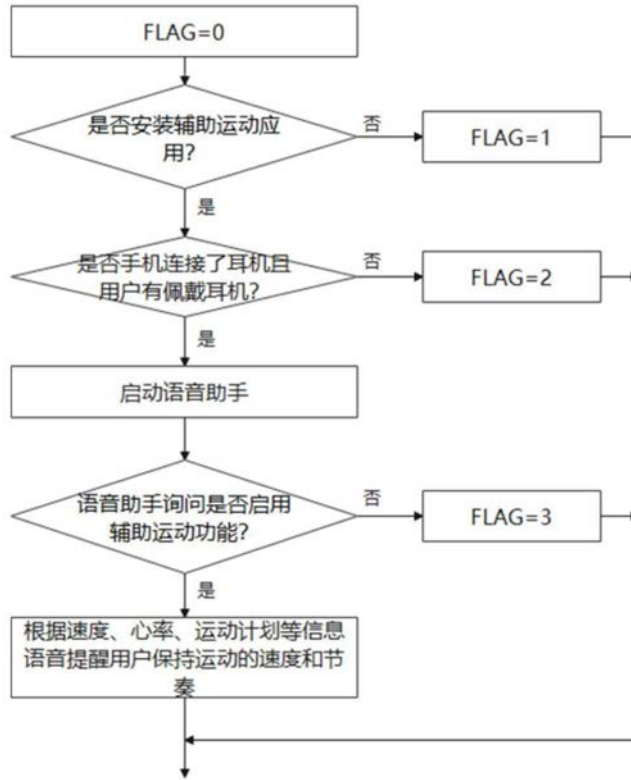 FLAG=0
是否安装辅助运动应
用?
否
FLAG=1
是
是否手机连接了耳机且
用户有佩戴耳机?
否
FLAG=2
是
启动语音助手
语音助手询问是否启用
辅助运动功能?
否
FLAG=3
是
根据速度、心率、运动计划等信息
语音提醒用户保持运动的速度和节
奏